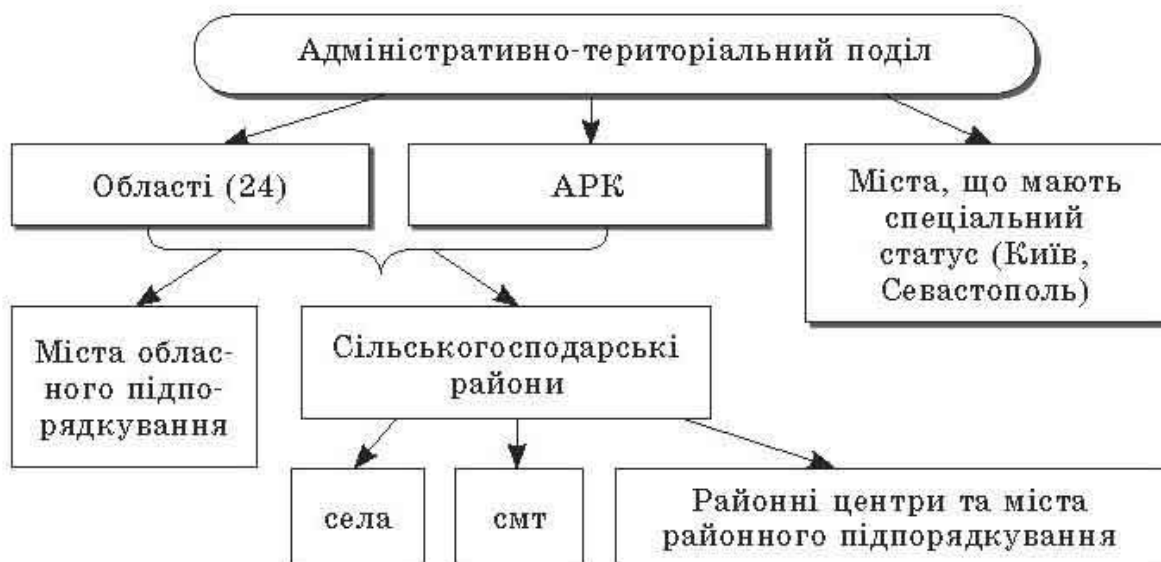 Адміністративно-територіальний поділ
Області (24)
АРК
Міста, що мають
спеціальний
статус (Київ,
Севастополь)
Міста облас-
ного підпо-
рядкування
Сільськогосподарські
райони
села
смт
Районні центри та міста
районного підпорядкування